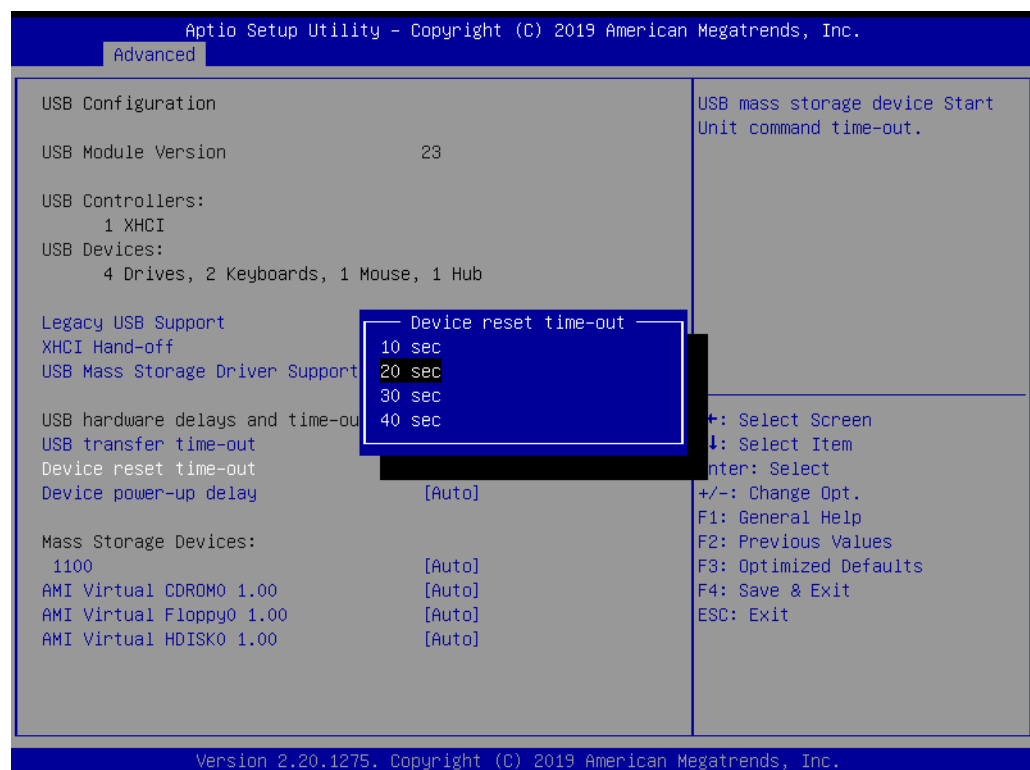 Aptio Setup Utility – Copyright (C) 2019 American Megatrends, Inc.
Advanced
USB Configuration
USB Module Version 23
USB Controllers:
1 XHCI
USB Devices:
4 Drives, 2 Keyboards, 1 Mouse, 1 Hub
Legacy USB Support
XHCI Hand-off
USB Mass Storage Driver Support
USB hardware delays and time-ou
USB transfer time-out
Device reset time-out
Device power-up delay [Auto]
Mass Storage Devices:
1100 [Auto]
AMI Virtual CDROM0 1.00 [Auto]
AMI Virtual Floppy0 1.00 [Auto]
AMI Virtual HDISK0 1.00 [Auto]
Device reset time-out
10 sec
20 sec
30 sec
40 sec
USB mass storage device Start
Unit command time-out.
: Select Screen
: Select Item
nter: Select
+/-: Change Opt.
F1: General Help
F2: Previous Values
F3: Optimized Defaults
F4: Save & Exit
ESC: Exit
Version 2.20.1275. Copyright (C) 2019 American Megatrends, Inc.